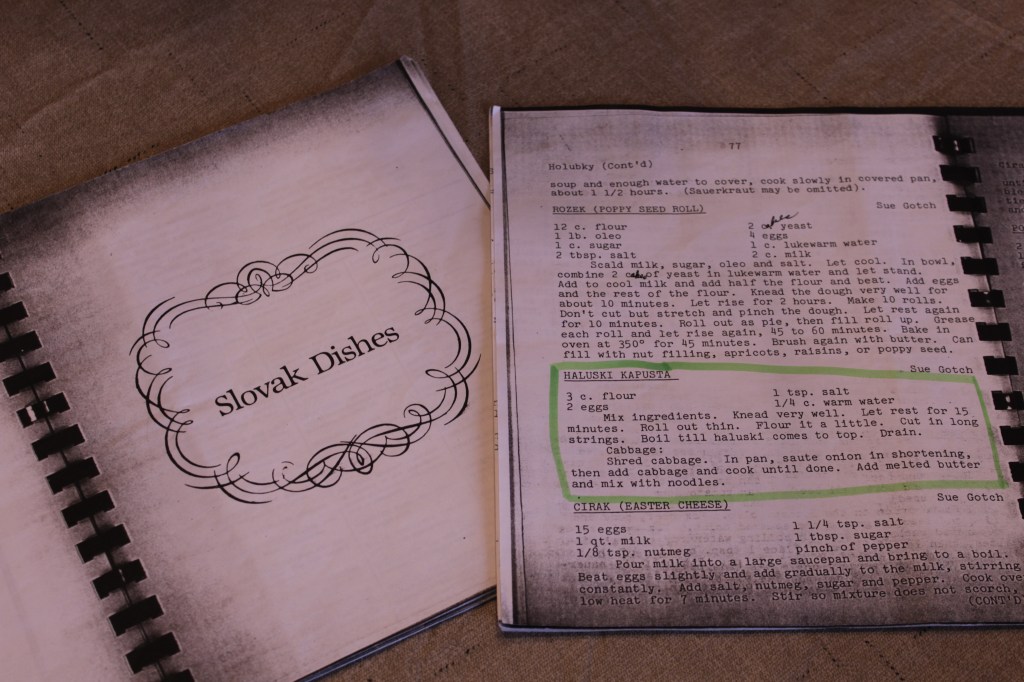 Slovak Dishes
77
Holubky (Cont'd)
soup and enough water to cover, cook slowly in covered pan,
about 1 1/2 hours. (Sauerkraut may be omitted).
ROZEK (POPPY SEED ROLL) Sue Gotch
12 c. flour 2 yeast
1 lb. oleo 4 eggs
1 c. sugar 1 c. lukewarm water
2 tbsp. salt 2 c. milk
Scald milk, sugar, oleo and salt. Let cool. In bowl,
combine 2 of yeast in lukewarm water and let stand.
Add to cool milk and add half the flour and beat. Add eggs
and the rest of the flour. Knead the dough very well for
about 10 minutes. Let rise for 2 hours. Make 10 rolls.
Don't cut but stretch and pinch the dough. Let rest again
for 10 minutes. Roll out as pie, then fill roll up. Grease
each roll and let rise again, 45 to 60 minutes. Bake in
oven at 350° for 45 minutes. Brush again with butter. Can
fill with nut filling, apricots, raisins, or poppy seed.
HALUSKI KAPUSTA Sue Gotch
3 c. flour 1 tsp. salt
2 eggs 1/4 c. warm water
Mix ingredients. Knead very well. Let rest for 15
minutes. Roll out thin. Flour it a little. Cut in long
strings. Boil till haluski comes to top. Drain.
Cabbage:
Shred cabbage. In pan, saute onion in shortening,
then add cabbage and cook until done. Add melted butter
and mix with noodles.
CIRAK (EASTER CHEESE) Sue Gotch
15 eggs 1 1/4 tsp. salt
1 qt. milk 1 tbsp. sugar
1/8 tsp. nutmeg pinch of pepper
Pour milk into a large saucepan and bring to a boil.
Beat eggs slightly and add gradually to the milk, stirring
constantly. Add salt, nutmeg, sugar and pepper. Cook over
low heat for 7 minutes. Stir so mixture does not scorch,
(CONT'D